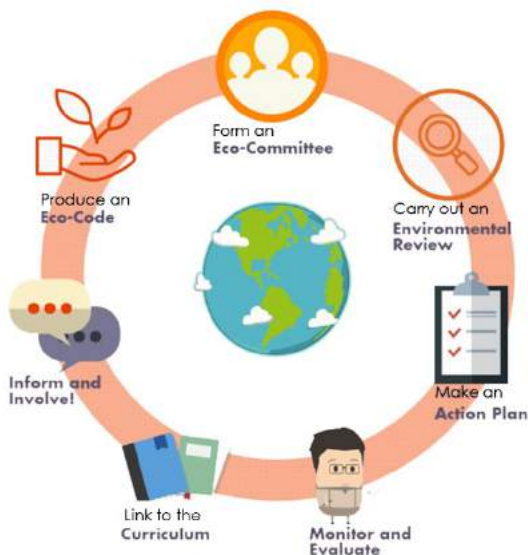 Form an
Eco-Committee
Carry out an
Environmental
Review
Make an
Action Plan
Monitor and
Evaluate
Link to the
Curriculum
Inform and
Involve!
Produce an
Eco-Code